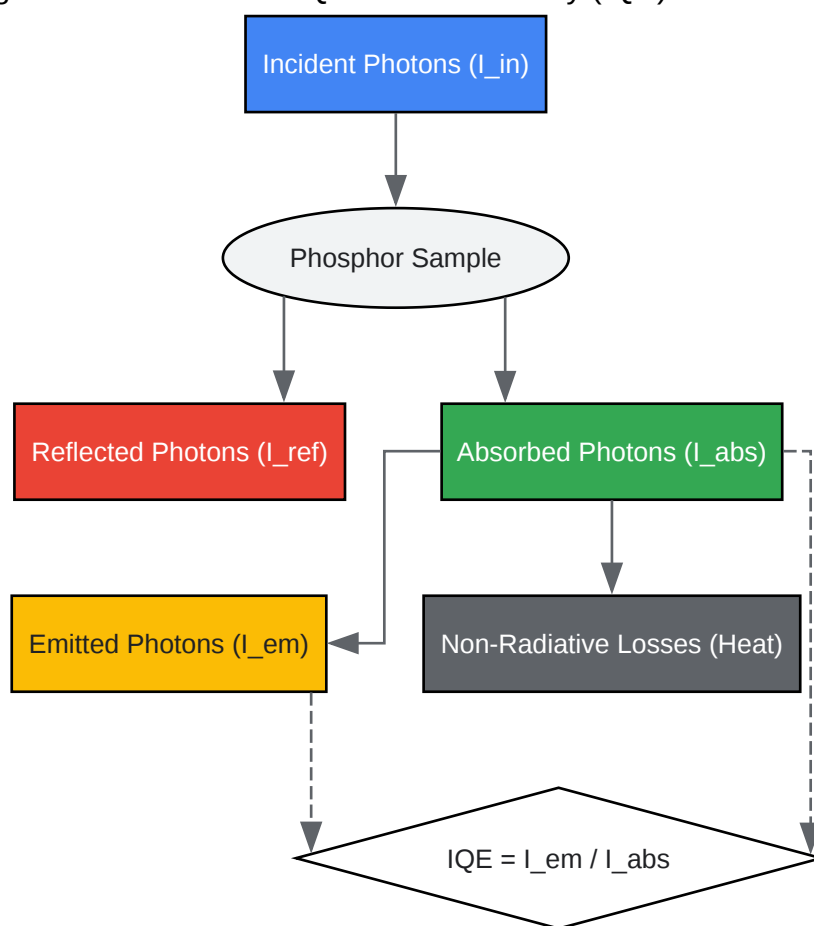 Incident Photons (I_in)
Phosphor Sample
Reflected Photons (I_ref)
Absorbed Photons (I_abs)
Emitted Photons (I_em)
Non-Radiative Losses (Heat)
IQE = I_em / I_abs